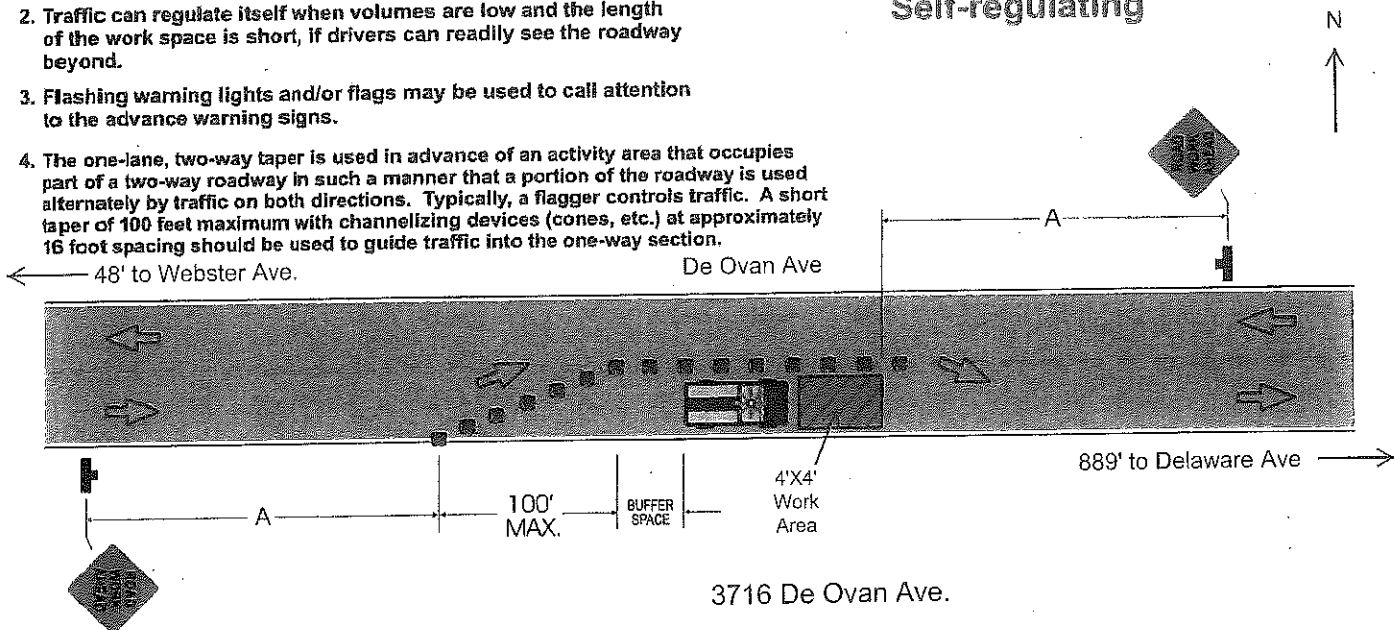 2. Traffic can regulate itself when volumes are low and the length
of the work space is short, if drivers can readily see the roadway
beyond.
Self-regulating
N
3. Flashing warning lights and/or flags may be used to call attention
to the advance warning signs.
4. The one-lane, two-way taper is used in advance of an activity area that occupies
part of a two-way roadway in such a manner that a portion of the roadway is used
alternately by traffic on both directions. Typically, a flagger controls traffic. A short
taper of 100 feet maximum with channelizing devices (cones, etc.) at approximately
16 foot spacing should be used to guide traffic into the one-way section.
ROAD
WORK
AHEAD
A
48' to Webster Ave.
De Ovan Ave
889' to Delaware Ave
A
100'
MAX.
BUFFER
SPACE
4'X4'
Work
Area
ROAD
WORK
AHEAD
3716 De Ovan Ave.